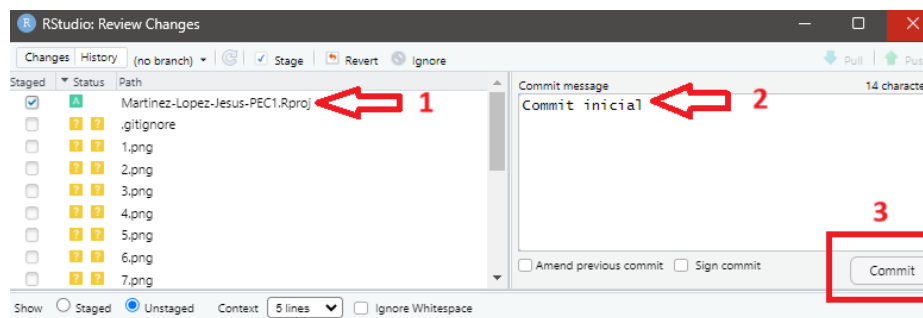 RStudio: Review Changes
Changes History (no branch) Stage Revert Ignore Pull
Staged Status Path
A Martinez-Lopez-Jesus-PEC1.Rproj 1
? ? .gitignore
? ? 1.png
? ? 2.png
? ? 3.png
? ? 4.png
? ? 5.png
? ? 6.png
? ? 7.png
Show Staged Unstaged Context 5 lines Ignore Whitespace
Commit message 14 characte
Commit inicial 2
3
Amend previous commit Sign commit Commit